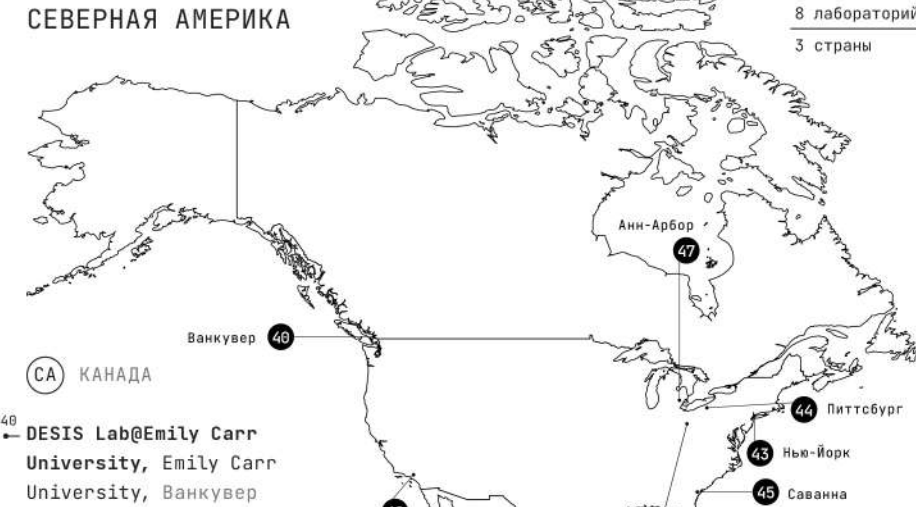 СЕВЕРНАЯ АМЕРИКА
8 лабораторий
3 страны
Анн-Арбор
47
Ванкувер 40
CA КАНАДА
44 Питтсбург
40
DESIS Lab@Emily Carr
University, Emily Carr
University, Ванкувер
43 Нью-Йорк
45 Саванна